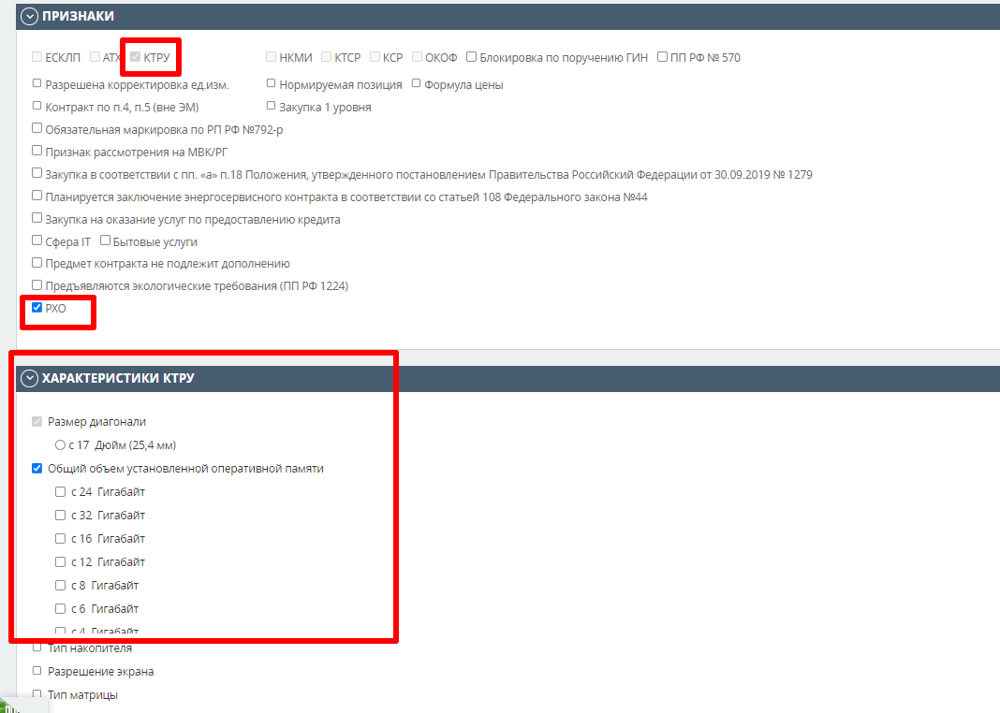 ПРИЗНАКИ
ЕСКЛП АТХ КТРУ НКМИ КТСР КСР ОКОФ Блокировка по поручению ГИН ПП РФ № 570
Разрешена корректировка ед.изм. Нормируемая позиция Формула цены
Контракт по п.4, п.5 (вне ЭМ) Закупка 1 уровня
Обязательная маркировка по РП РФ №792-р
Признак рассмотрения на МВК/РГ
Закупка в соответствии с пп. «а» п.18 Положения, утвержденного постановлением Правительства Российский Федерации от 30.09.2019 № 1279
Планируется заключение энергосервисного контракта в соответствии со статьей 108 Федерального закона №44
Закупка на оказание услуг по предоставлению кредита
Сфера IT Бытовые услуги
Предмет контракта не подлежит дополнению
Предъявляются экологические требования (ПП РФ 1224)
РХО
ХАРАКТЕРИСТИКИ КТРУ
Размер диагонали
с 17 Дюйм (25,4 мм)
Общий объем установленной оперативной памяти
с 24 Гигабайт
с 32 Гигабайт
с 16 Гигабайт
с 12 Гигабайт
с 8 Гигабайт
с 6 Гигабайт
с 4 Гигабайт
Тип накопителя
Разрешение экрана
Тип матрицы